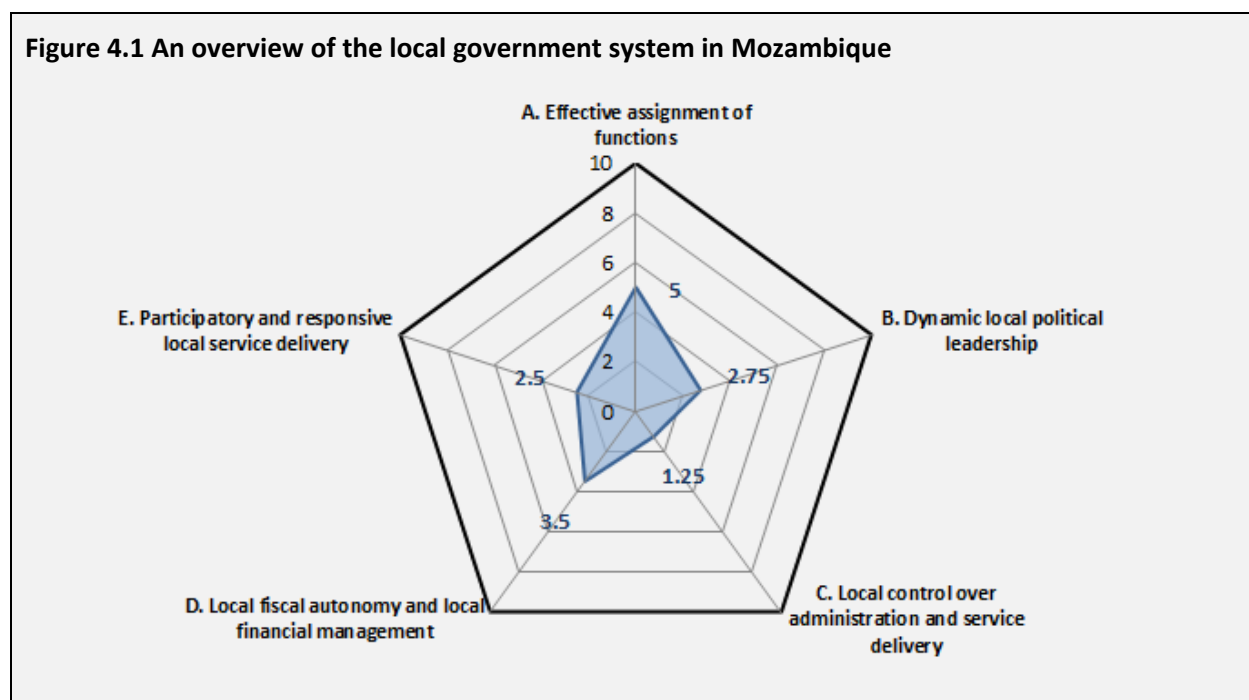 Figure 4.1 An overview of the local government system in Mozambique
A. Effective assignment of
functions
10
8
6
5
4
2
0
B. Dynamic local political
leadership
2.75
E. Participatory and responsive
local service delivery
2.5
1.25
3.5
D. Local fiscal autonomy and local
financial management
C. Local control over
administration and service
delivery